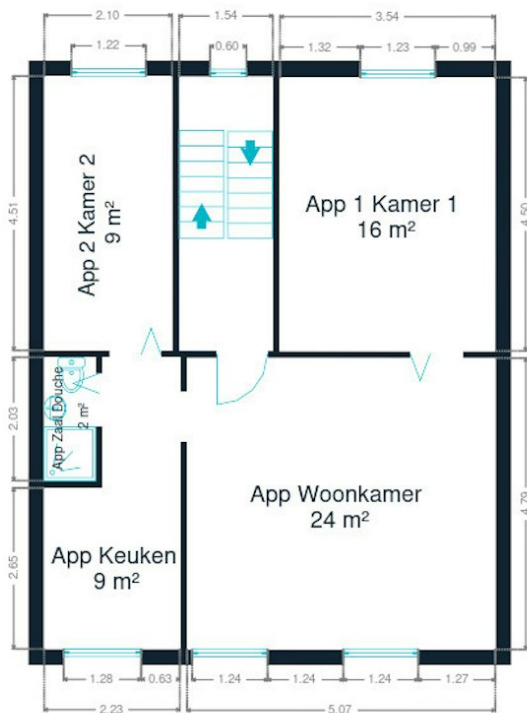 2.10
1.54
3.54
1.22
0.60
1.32
1.23
0.99
4.51
App 2 Kamer 2
9 m²
App 1 Kamer 1
16 m²
4.50
2.03
App Zaal Douche
2 m²
App Woonkamer
24 m²
4.79
2.65
App Keuken
9 m²
1.28
0.63
1.24
1.24
1.24
1.27
2.23
5.07